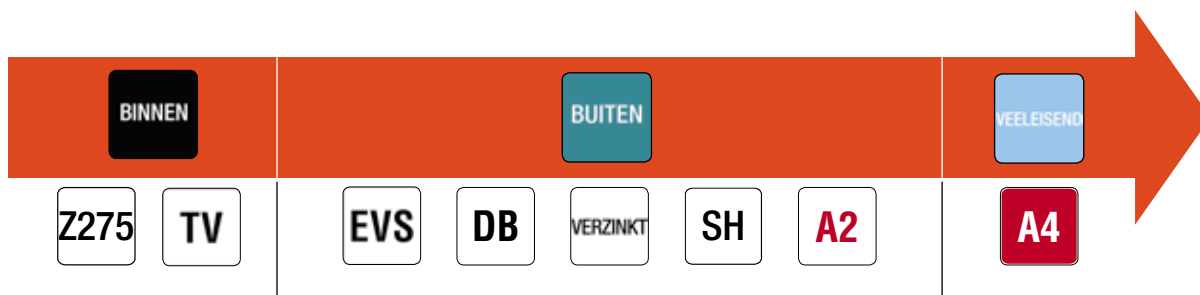 BINNEN
BUITEN
VEELEISEND
Z275 TV EVS DB VERZINKT SH A2 A4